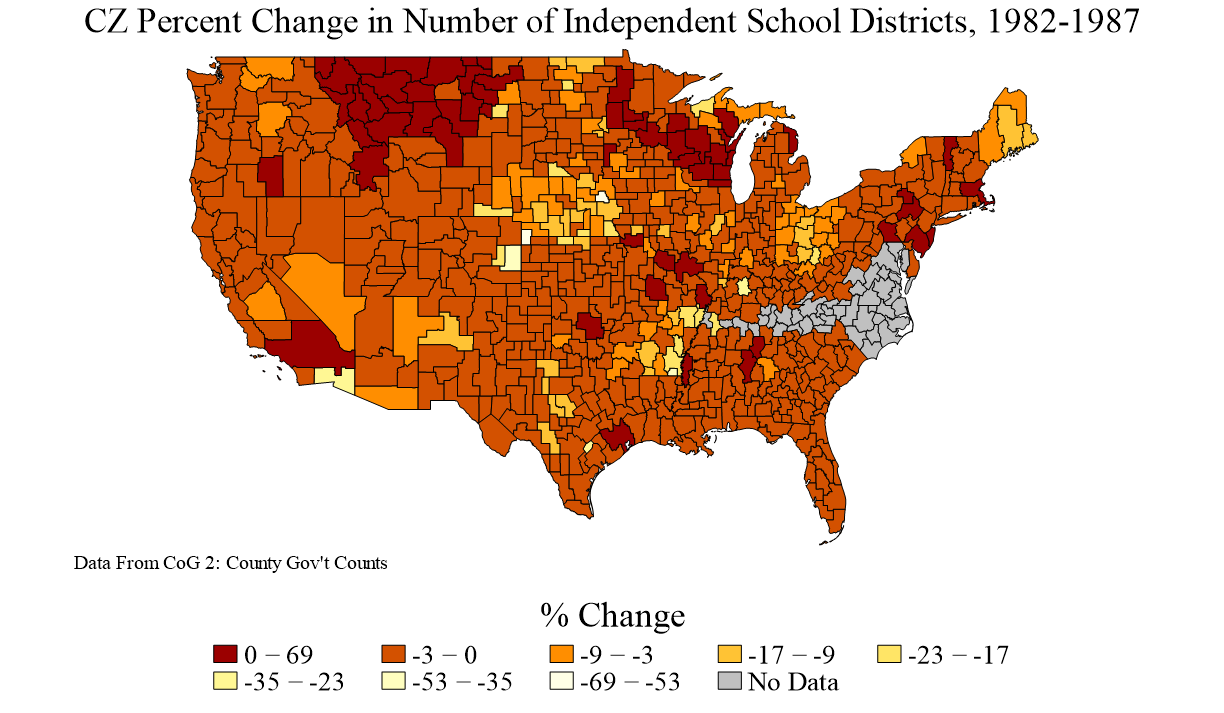 CZ Percent Change in Number of Independent School Districts, 1982-1987
Data From CoG 2: County Gov't Counts
% Change
0 − 69 -3 − 0 -9 − -3 -17 − -9 -23 − -17
-35 − -23 -53 − -35 -69 − -53 No Data